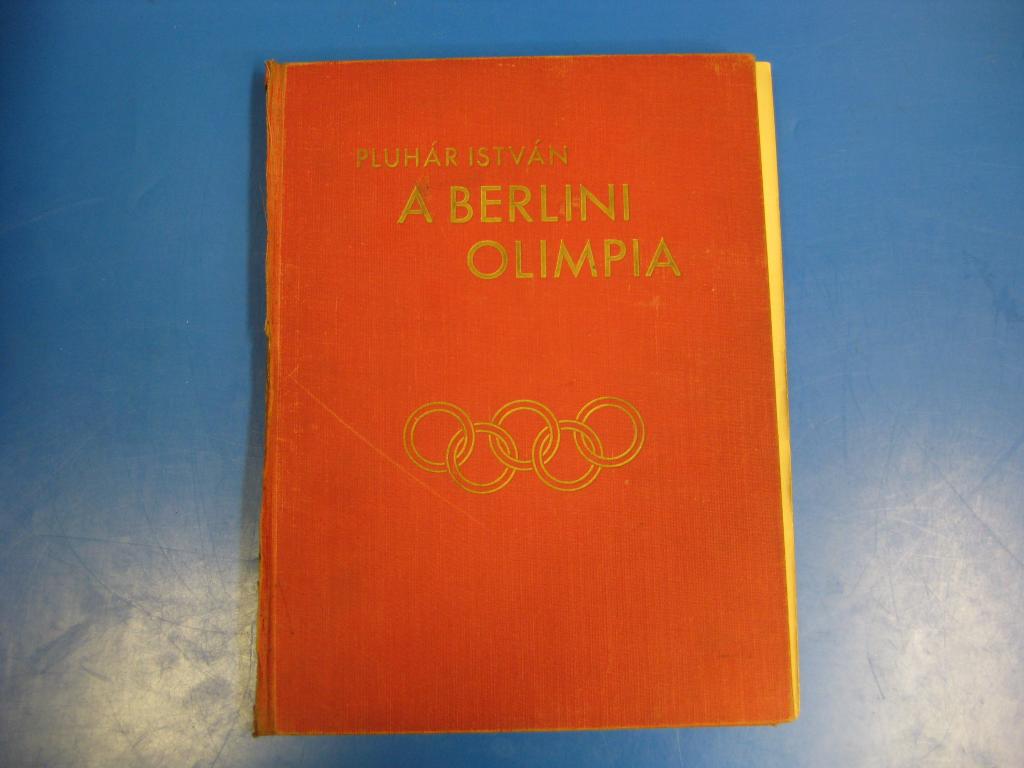 PLUHÁR ISTVÁN
A BERLINI
OLIMPIA